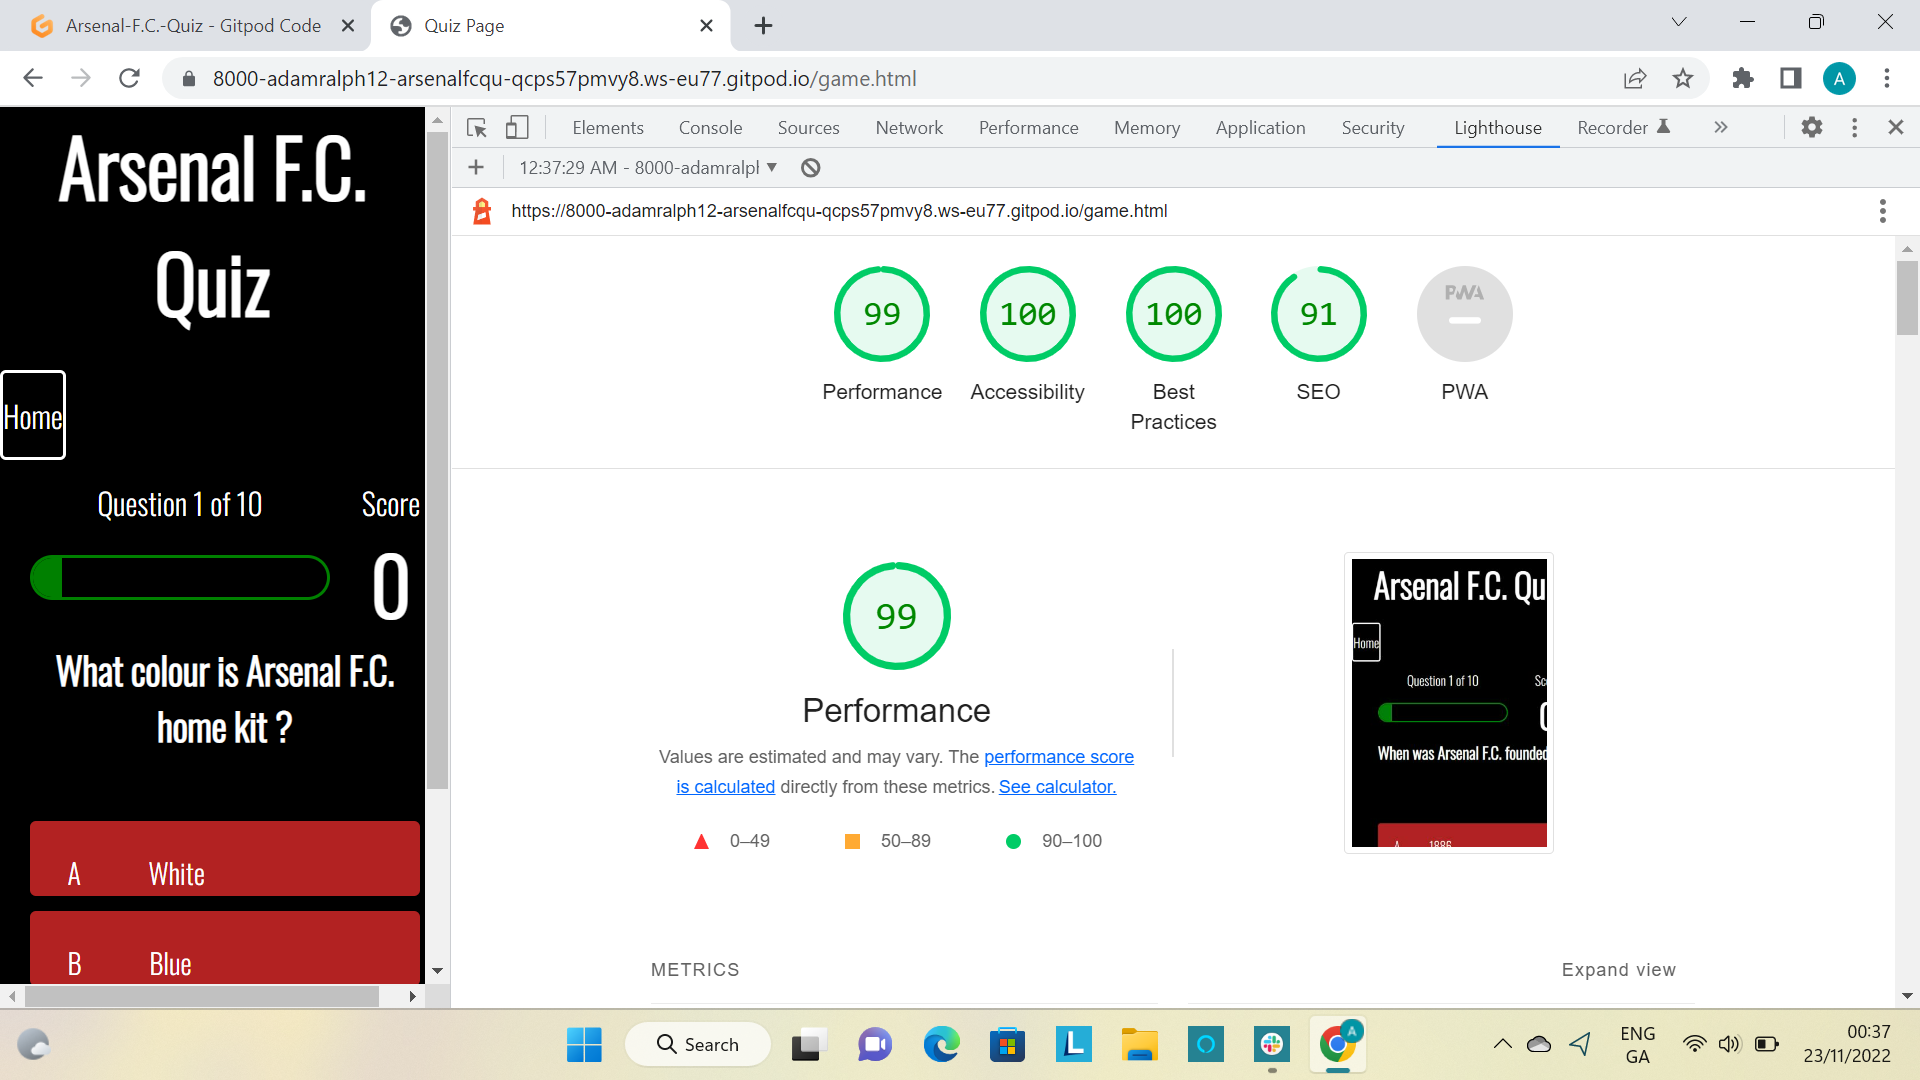 Arsenal-F.C.-Quiz - Gitpod Code
Quiz Page
8000-adamralph12-arsenalfcqu-qcps57pmvy8.ws-eu77.gitpod.io/game.html
A
Elements
Console
Sources
Network
Performance
Memory
Application
Security
Lighthouse
Recorder
12:37:29 AM - 8000-adamralpl
https://8000-adamralph12-arsenalfcqu-qcps57pmvy8.ws-eu77.gitpod.io/game.html
Arsenal F.C.
Quiz
Home
Question 1 of 10
Score
0
What colour is Arsenal F.C.
home kit ?
A White
B Blue
99
100
100
91
PWA
Performance
Accessibility
Best
Practices
SEO
PWA
99
Performance
Values are estimated and may vary. The performance score
is calculated directly from these metrics. See calculator.
0–49
50–89
90–100
Arsenal F.C. Qu
Home
Question 1 of 10
Sc
When was Arsenal F.C. founded
A 1886
METRICS
Expand view
Search
L
A
ENG
GA
00:37
23/11/2022